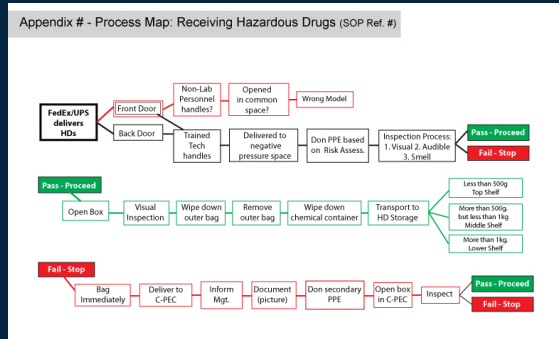 Appendix # - Process Map: Receiving Hazardous Drugs (SOP Ref. #)
FedEx/UPS
delivers
HDs
Front Door
Back Door
Non-Lab
Personnel
handles?
Opened
in common
space?
Wrong Model
Trained
Tech
handles
Delivered to
negative
pressure space
Don PPE based
on Risk Assess.
Inspection Process:
1. Visual 2. Audible
3. Smell
Pass - Proceed
Fail - Stop
Pass - Proceed
Open Box
Visual
Inspection
Wipe down
outer bag
Remove
outer bag
Wipe down
chemical container
Transport to
HD Storage
Less than 500g
Top Shelf
More than 500g,
but less than 1kg
Middle Shelf
More than 1kg,
Lower Shelf
Fail - Stop
Bag
Immediately
Deliver to
C-PEC
Inform
Mgt.
Document
(picture)
Don secondary
PPE
Open box
in C-PEC
Inspect
Pass - Proceed
Fail - Stop